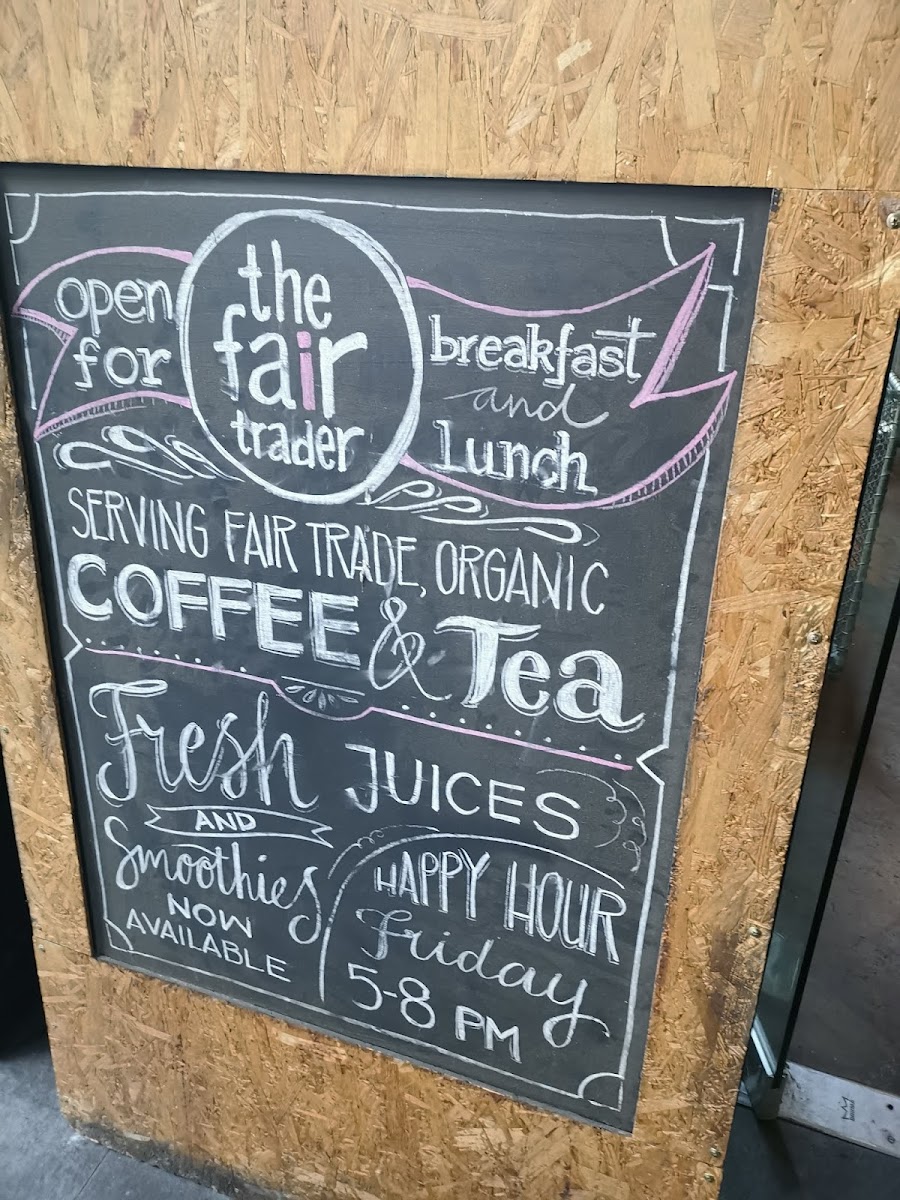 the
fair
trader
open
for
breakfast
and
lunch
SERVING FAIR TRADE, ORGANIC
COFFEE & Tea
Fresh JUICES
AND
Smoothies
NOW
AVAILABLE
HAPPY HOUR
Friday
5-8 PM